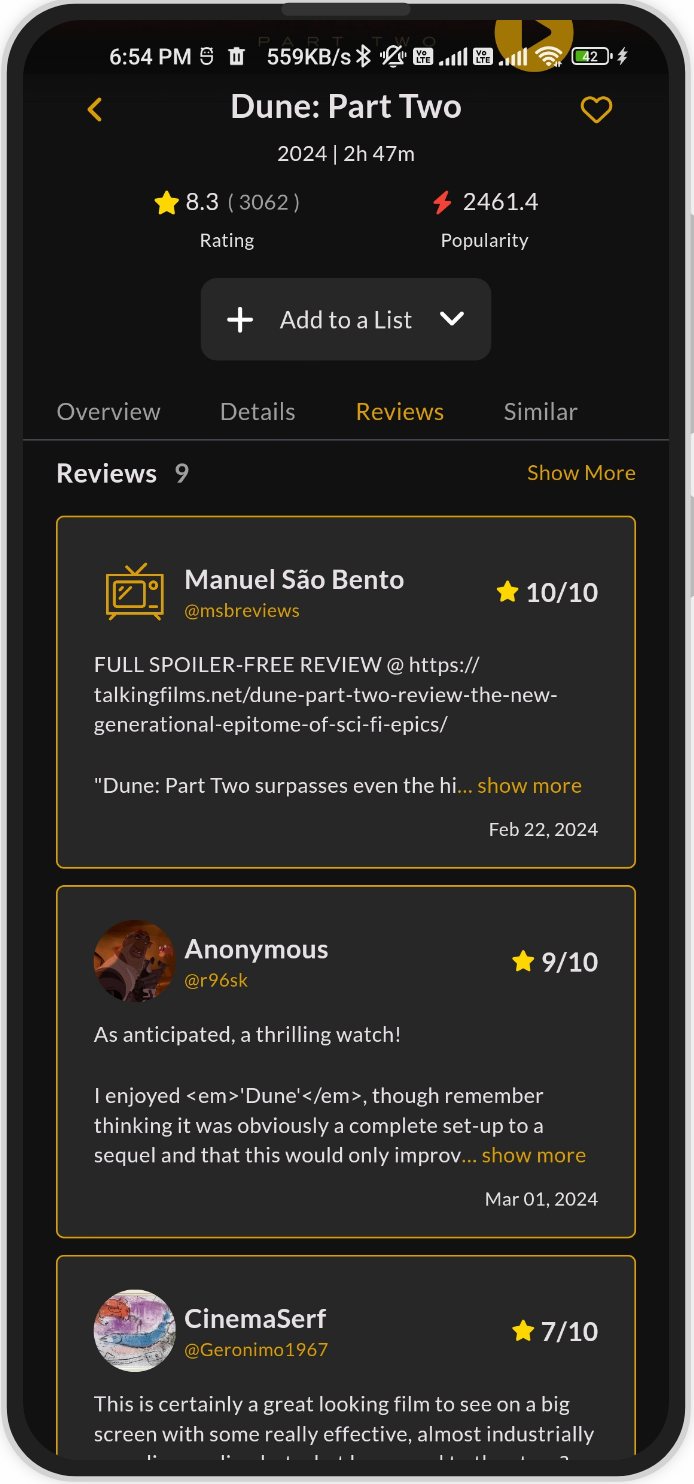 PART TWO
6:54 PM 559KB/s Vo LTE Vo LTE 42
Dune: Part Two
2024 | 2h 47m
8.3 ( 3062 ) 2461.4
Rating Popularity
Add to a List
Overview Details Reviews Similar
Reviews 9 Show More
Manuel São Bento
@msbreviews
10/10
FULL SPOILER-FREE REVIEW @ https://
talkingfilms.net/dune-part-two-review-the-new-
generational-epitome-of-sci-fi-epics/
"Dune: Part Two surpasses even the hi... show more
Feb 22, 2024
Anonymous
@r96sk
9/10
As anticipated, a thrilling watch!
I enjoyed <em>'Dune'</em>, though remember
thinking it was obviously a complete set-up to a
sequel and that this would only improv... show more
Mar 01, 2024
CinemaSerf
@Geronimo1967
7/10
This is certainly a great looking film to see on a big
screen with some really effective, almost industrially